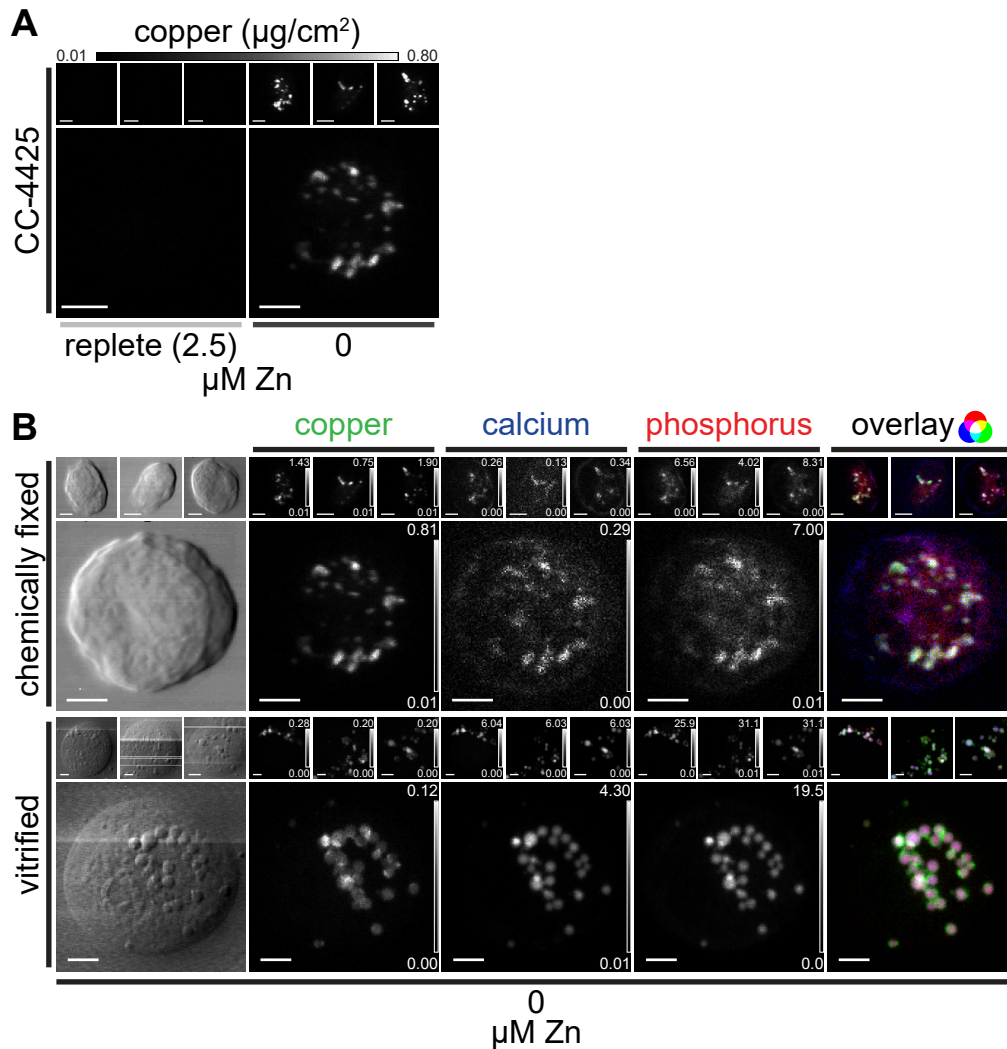 A
copper (µg/cm²)
0.01 0.80
CC-4425
replete (2.5) 0
µM Zn
B
copper calcium phosphorus overlay
chemically fixed
1.43 0.75 1.90 0.26 0.13 0.34 6.56 4.02 8.31
0.01 0.01 0.01 0.00 0.00 0.00 0.00 0.00 0.00
0.81 0.29 7.00
0.01 0.00 0.01
vitrified
0.28 0.20 0.20 6.04 6.03 6.03 25.9 31.1 31.1
0.00 0.00 0.00 0.00 0.00 0.00 0.0 0.01 0.01
0.12 4.30 19.5
0.00 0.01 0.0
0
µM Zn